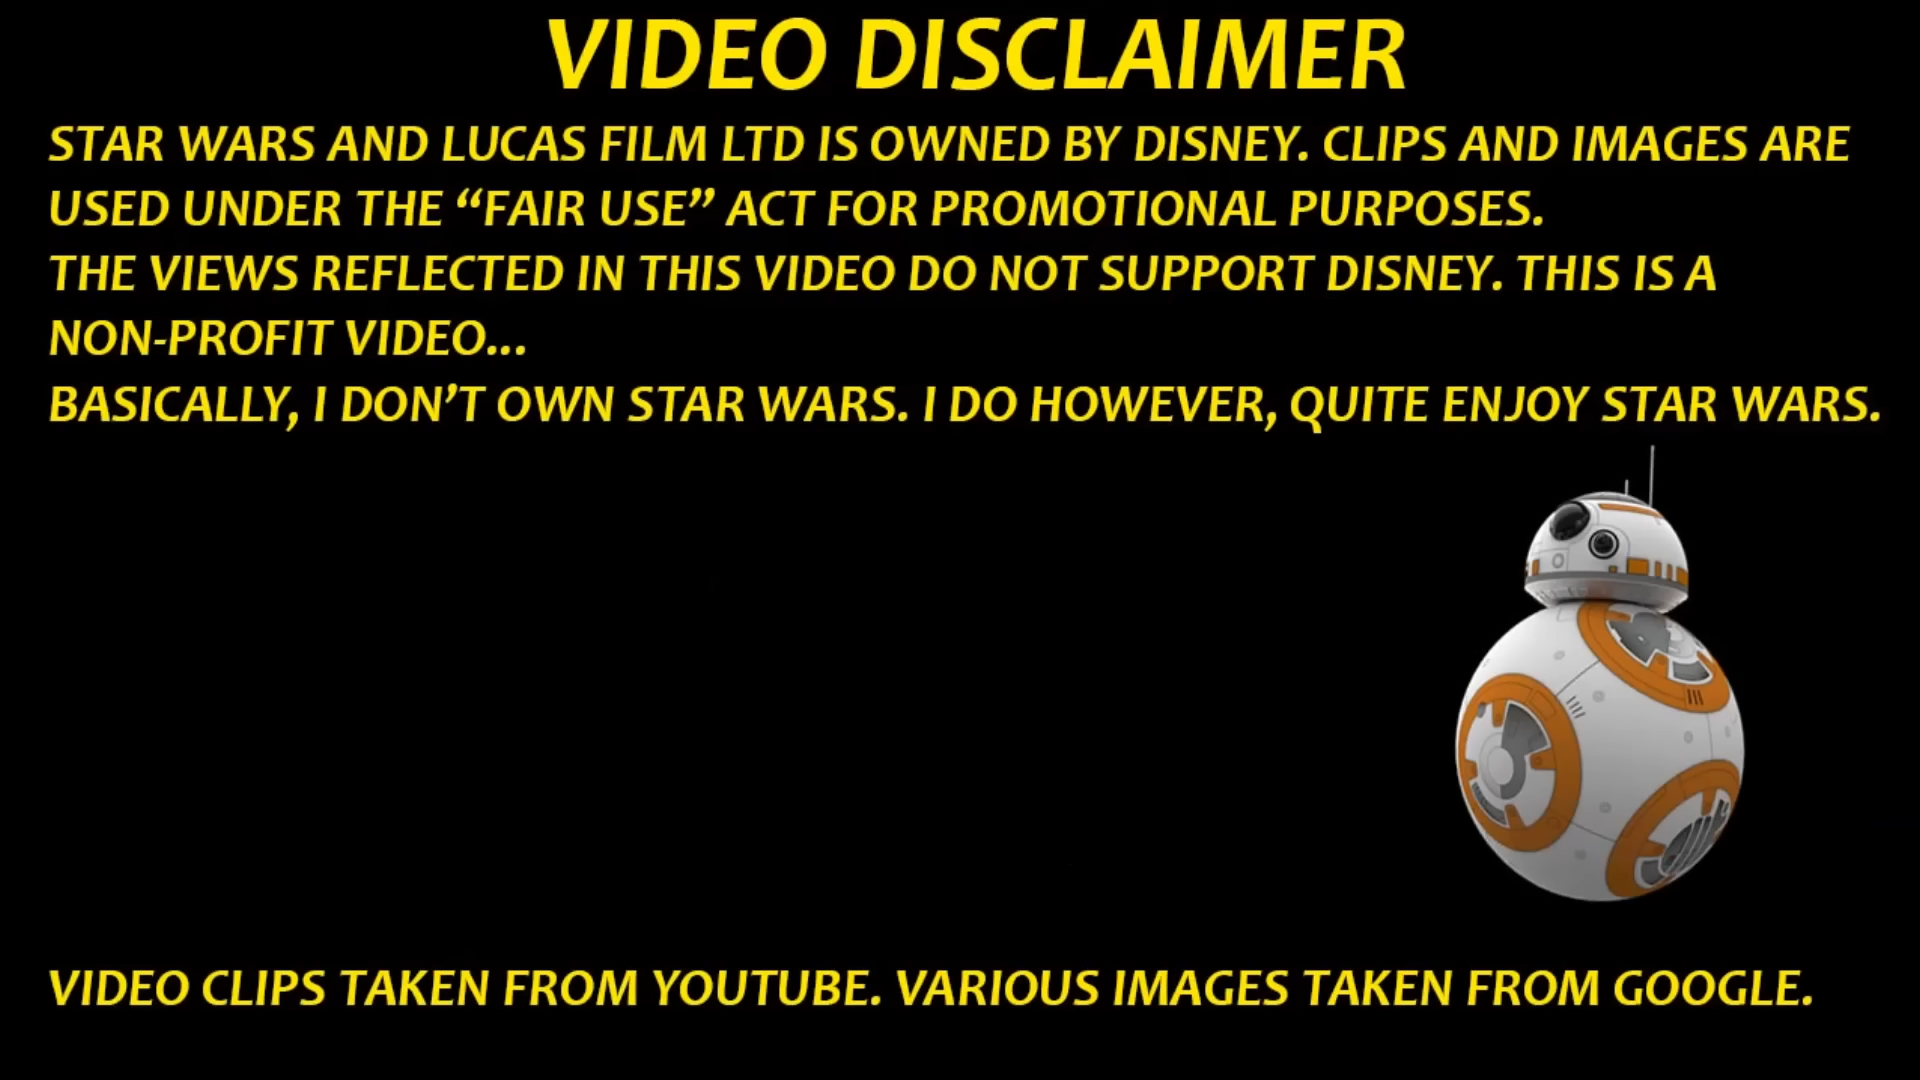 VIDEO DISCLAIMER
STAR WARS AND LUCAS FILM LTD IS OWNED BY DISNEY. CLIPS AND IMAGES ARE
USED UNDER THE “FAIR USE” ACT FOR PROMOTIONAL PURPOSES.
THE VIEWS REFLECTED IN THIS VIDEO DO NOT SUPPORT DISNEY. THIS IS A
NON-PROFIT VIDEO...
BASICALLY, I DON’T OWN STAR WARS. I DO HOWEVER, QUITE ENJOY STAR WARS.
VIDEO CLIPS TAKEN FROM YOUTUBE. VARIOUS IMAGES TAKEN FROM GOOGLE.